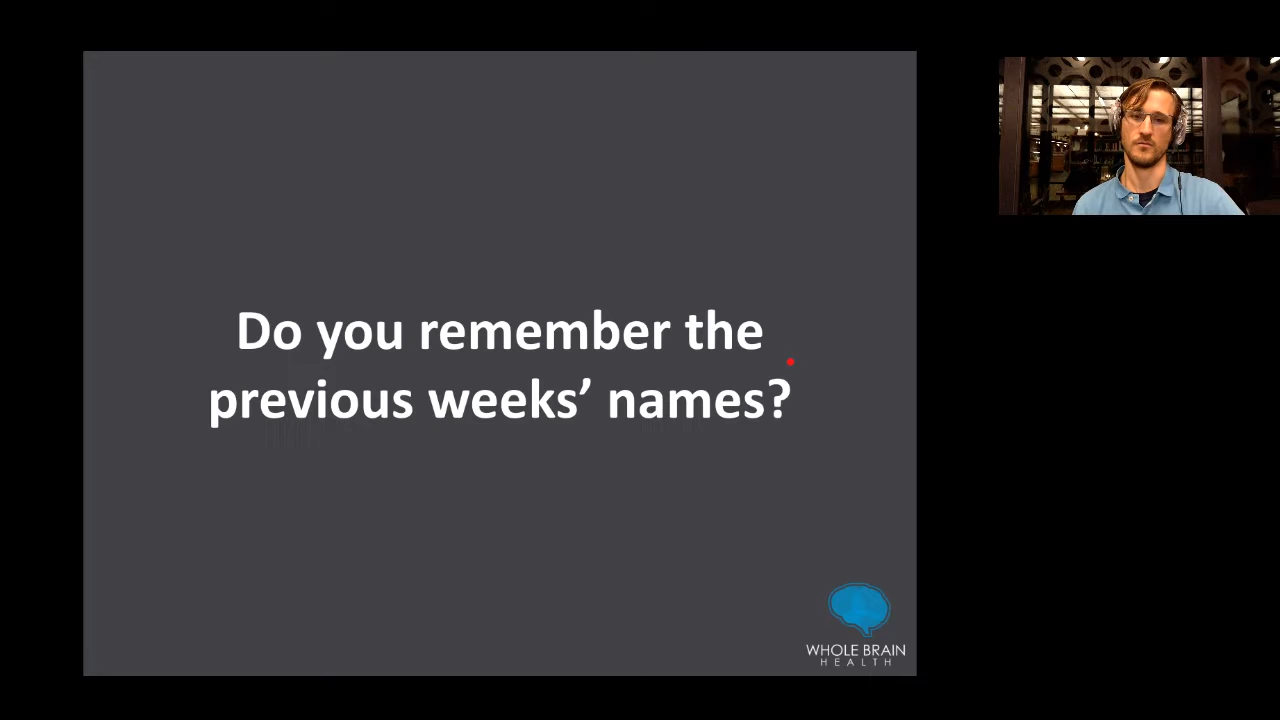 Do you remember the
previous weeks’ names?
WHOLE BRAIN
HEALTH